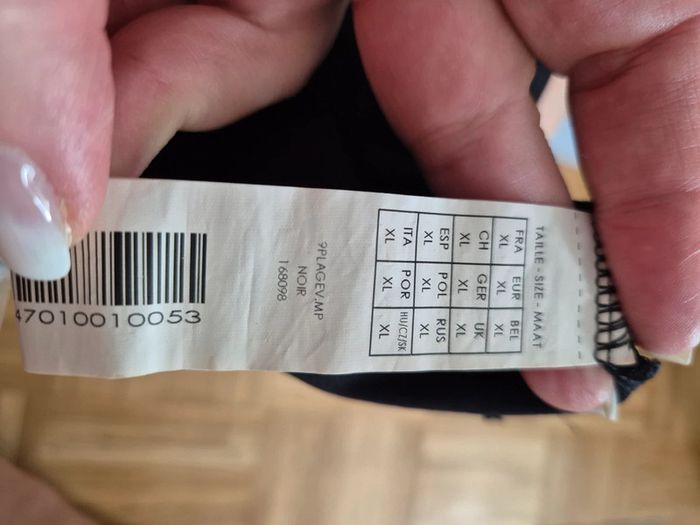 TAILLE - SIZE - MAAT
FRA EUR BEL
XL XL XL
CH GER UK
XL XL XL
ESP POL RUS
XL XL XL
ITA POR HU/CZ/SK
XL XL XL
9PLAGEV.MP
NOIR
168098
47010010053